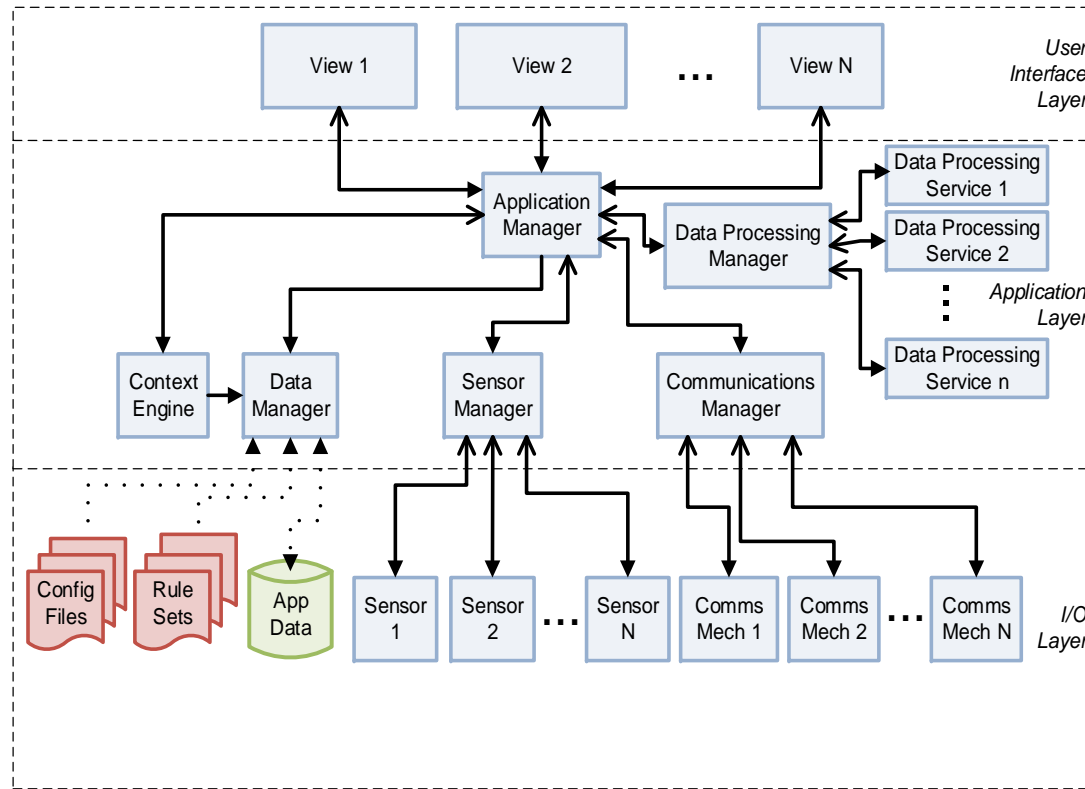 View 1
View 2
...
View N
User
Interface
Layer
Application
Manager
Data Processing
Manager
Data Processing
Service 1
Data Processing
Service 2
Data Processing
Service n
Application
Layer
Context
Engine
Data
Manager
Sensor
Manager
Communications
Manager
Config
Files
Rule
Sets
App
Data
Sensor
1
Sensor
2
...
Sensor
N
Comms
Mech 1
Comms
Mech 2
...
Comms
Mech N
I/O
Layer